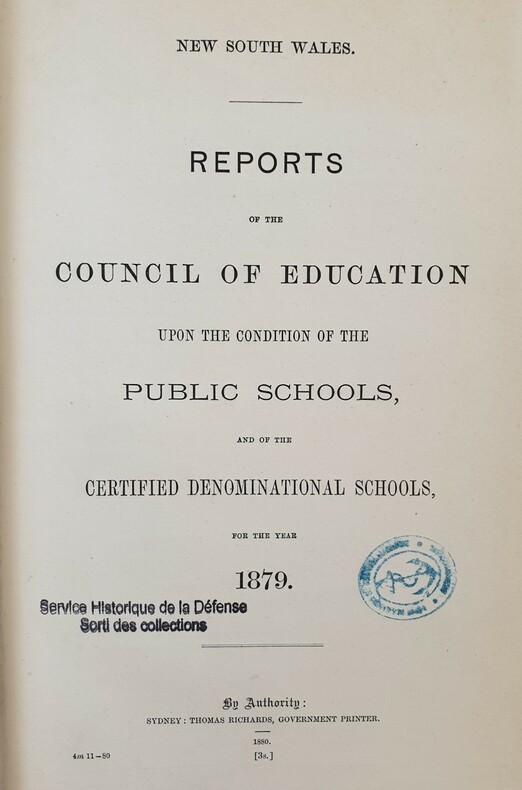 NEW SOUTH WALES.
REPORTS
OF THE
COUNCIL OF EDUCATION
UPON THE CONDITION OF THE
PUBLIC SCHOOLS,
AND OF THE
CERTIFIED DENOMINATIONAL SCHOOLS,
FOR THE YEAR
1879.
Service Historique de la Défense
Sorti des collections
By Authority:
SYDNEY: THOMAS RICHARDS, GOVERNMENT PRINTER.
1880.
4m 11—80 [3s.]